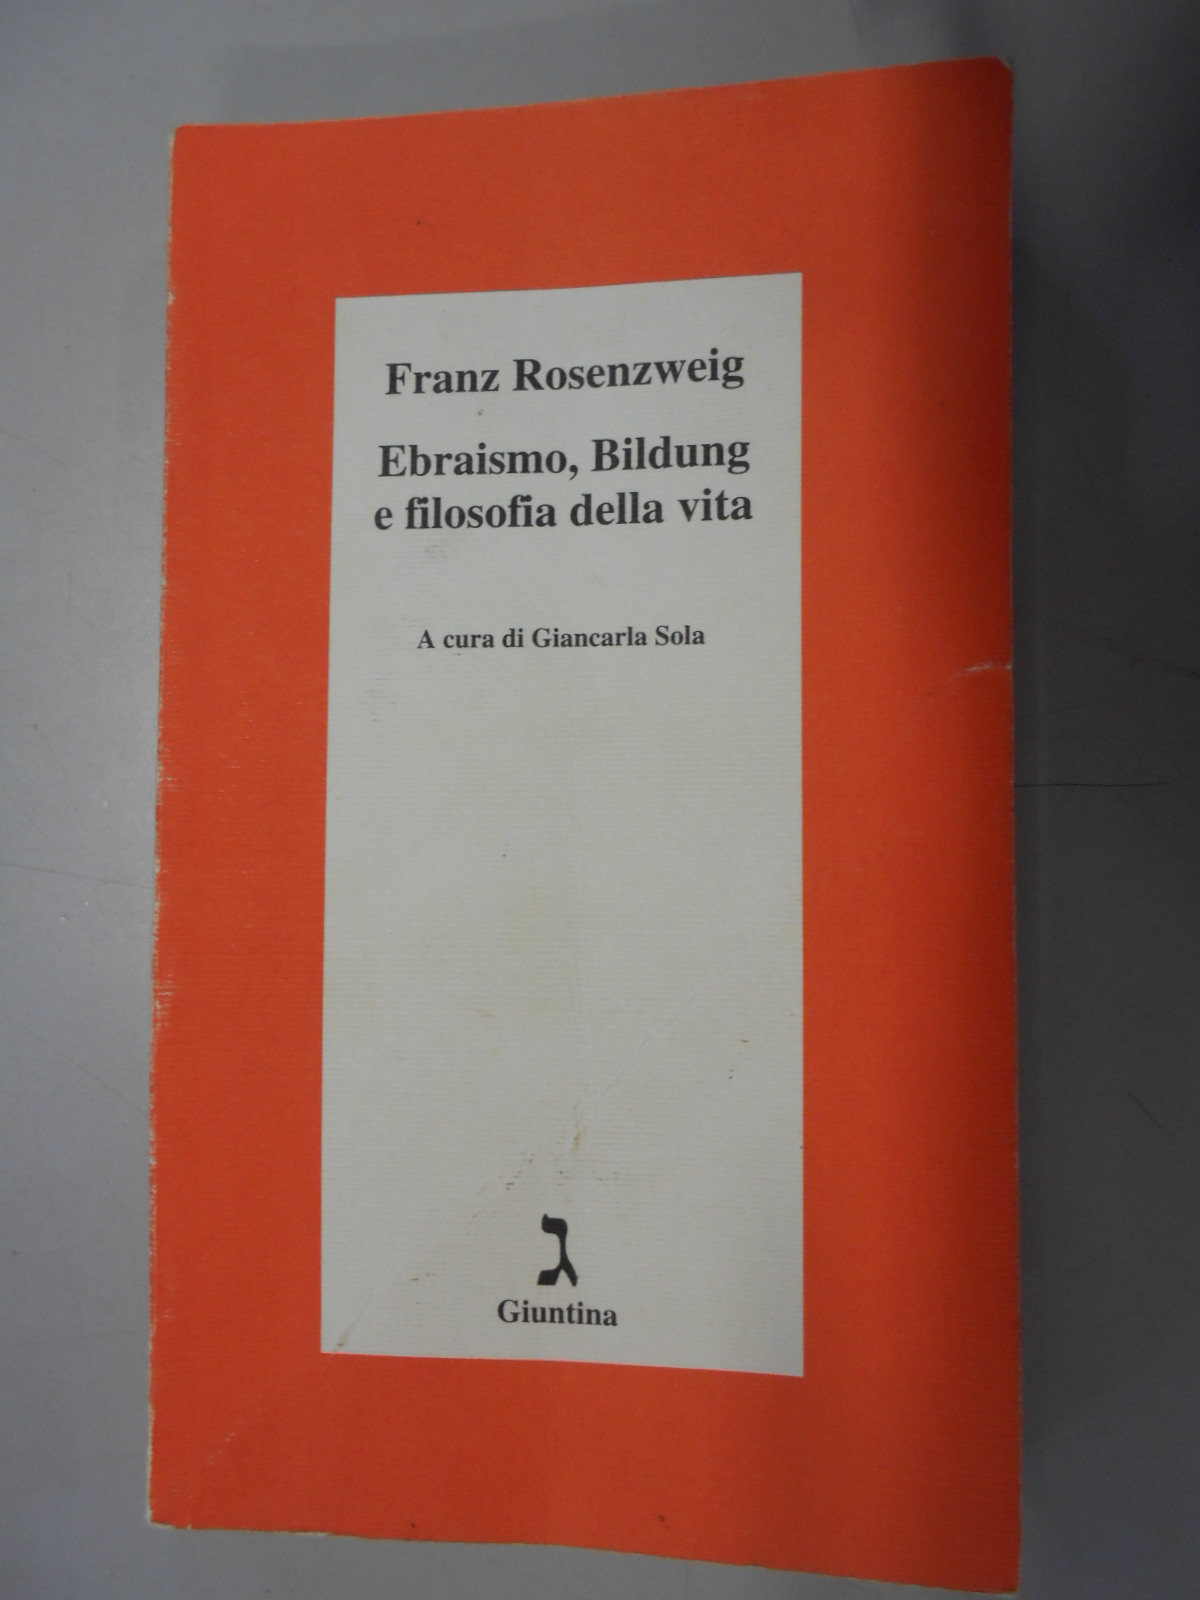 Franz Rosenzweig
Ebraismo, Bildung
e filosofia della vita
A cura di Giancarla Sola
ג
Giuntina